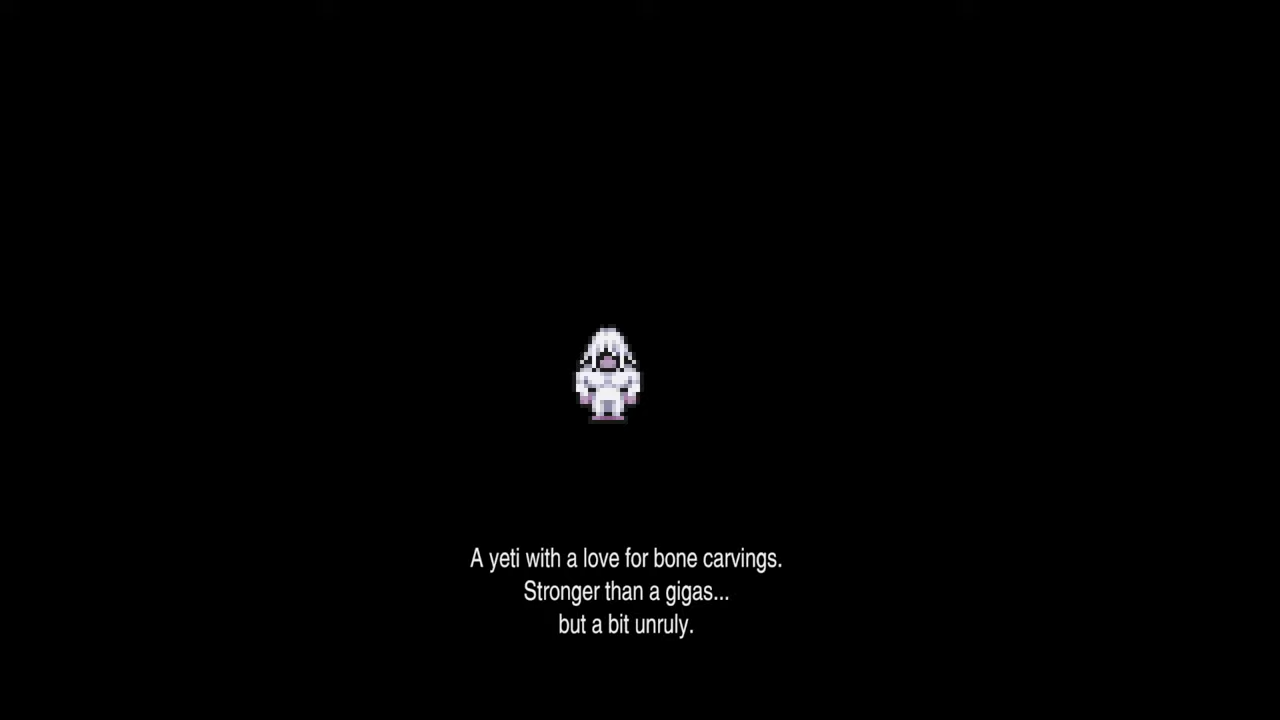 A yeti with a love for bone carvings.
Stronger than a gigas...
but a bit unruly.